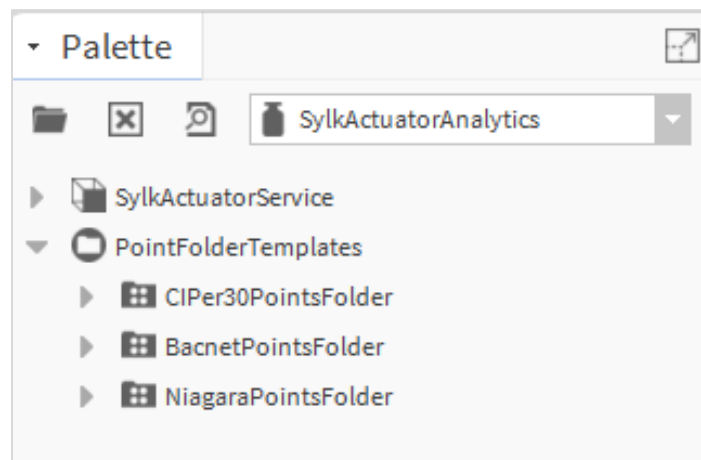 Palette
SylkActuatorAnalytics
SylkActuatorService
PointFolderTemplates
CIPer30PointsFolder
BacnetPointsFolder
NiagaraPointsFolder